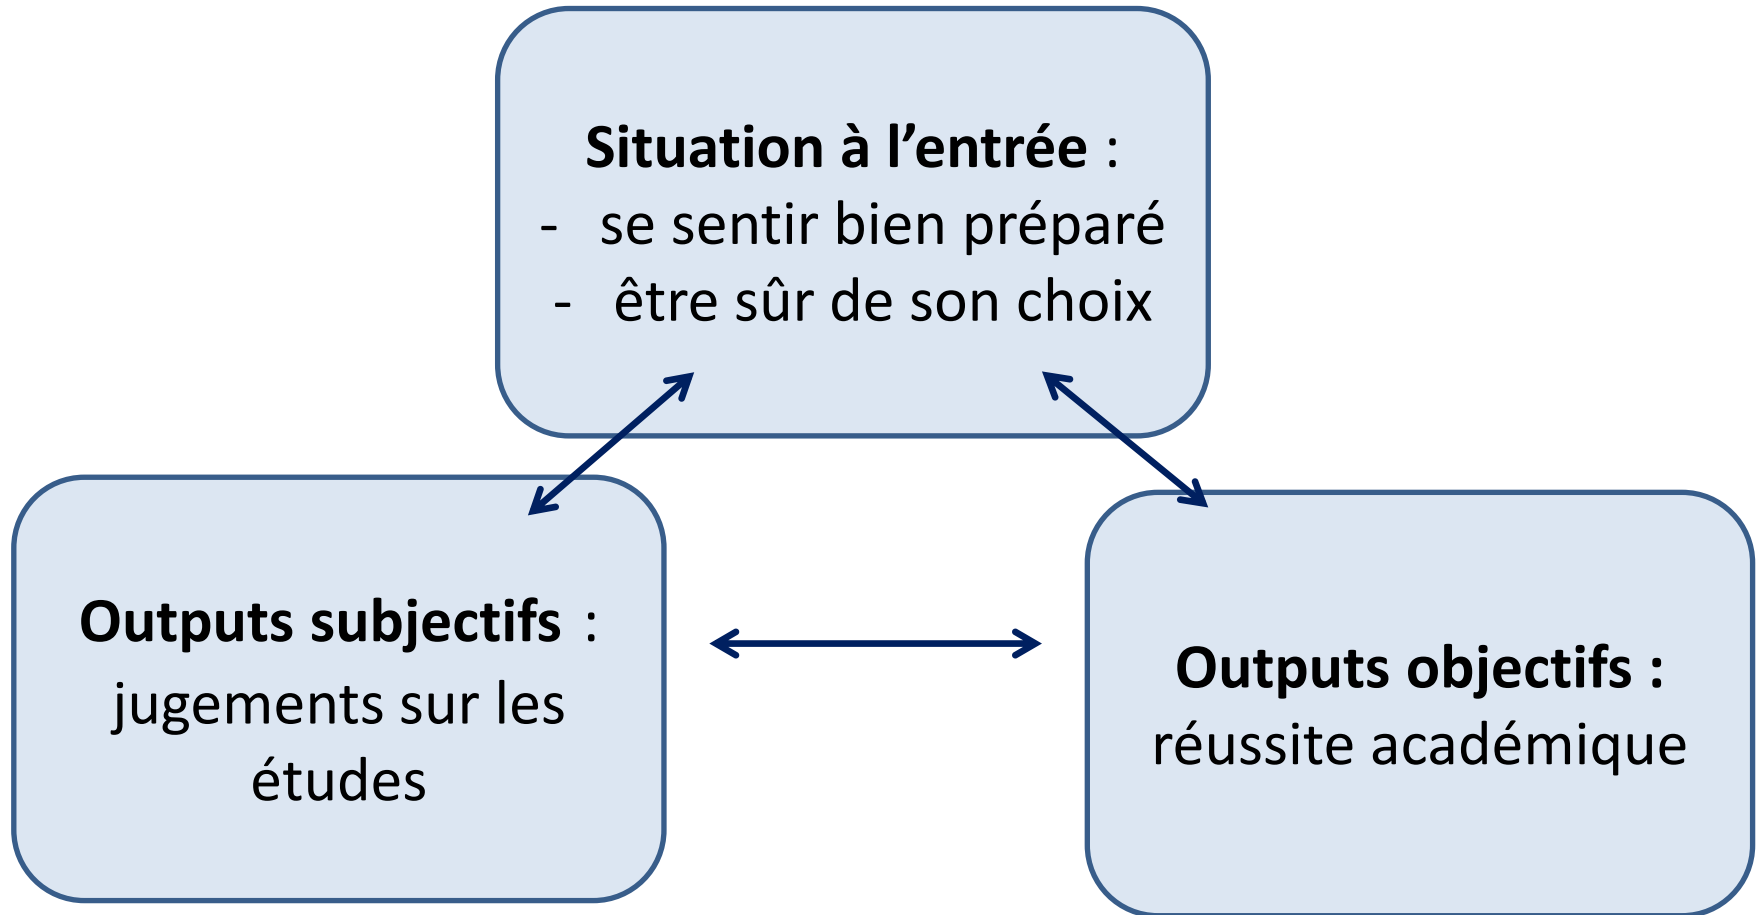 Situation à l’entrée :
- se sentir bien préparé
- être sûr de son choix
Outputs subjectifs :
jugements sur les
études
Outputs objectifs :
réussite académique